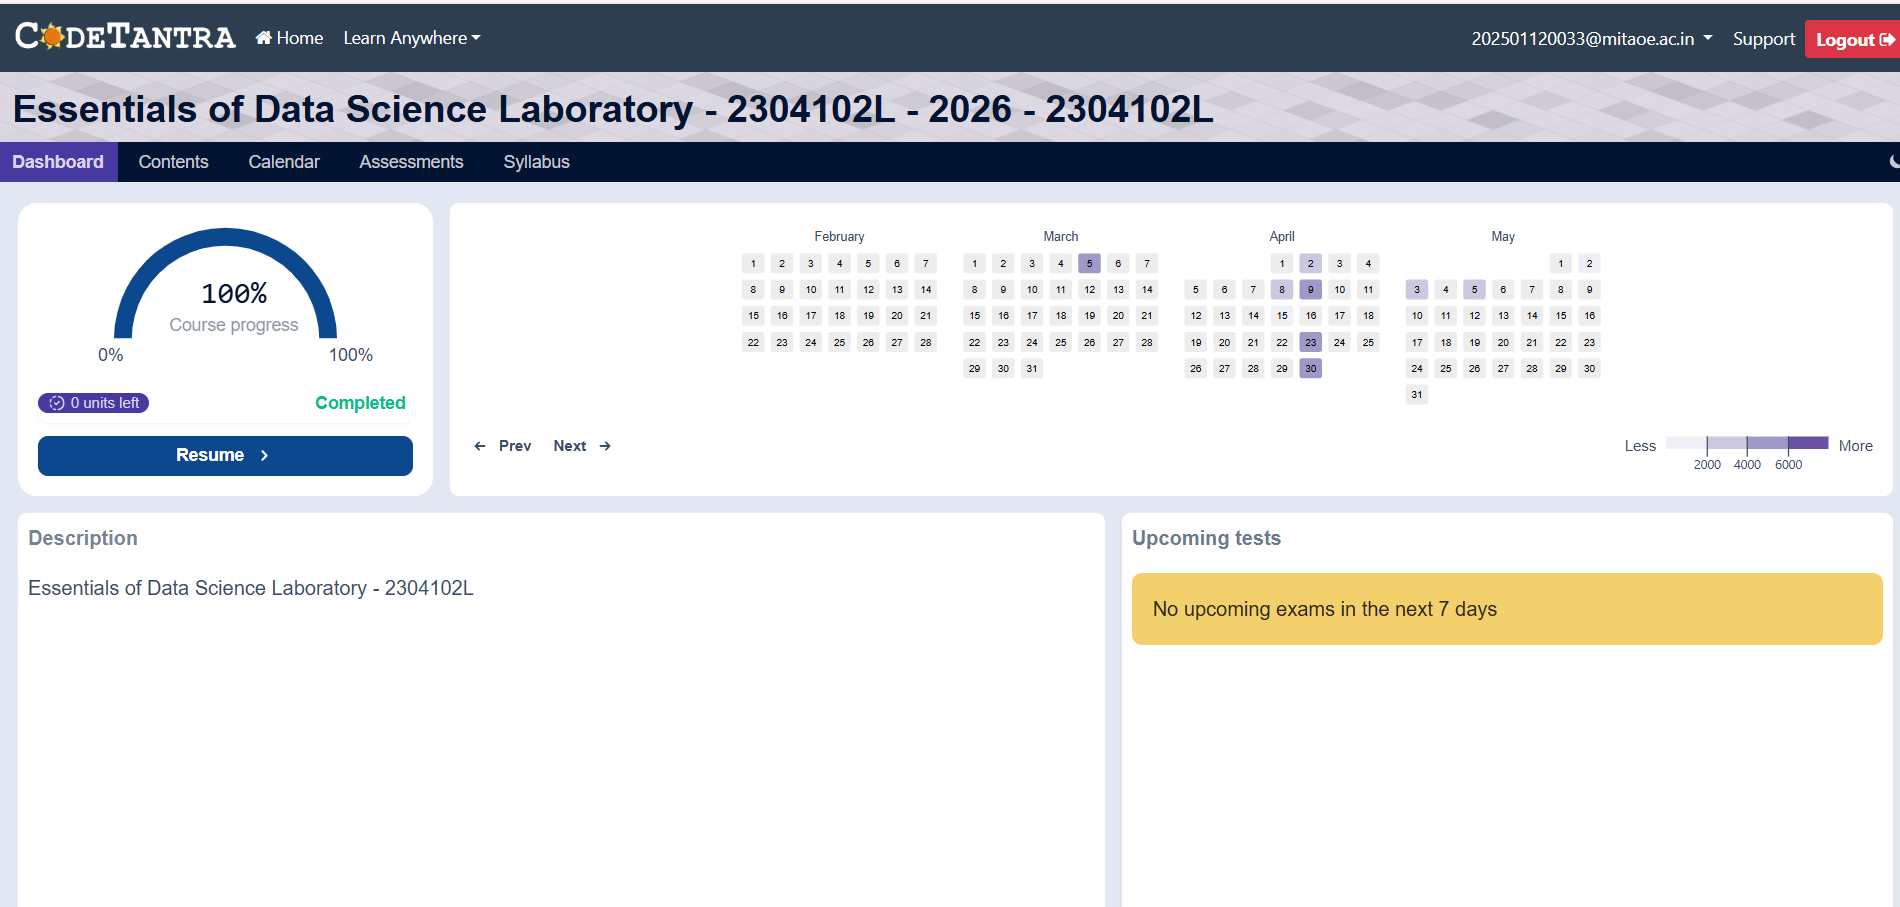 CODETANTRA Home Learn Anywhere 202501120033@mitaoe.ac.in Support Logout
Essentials of Data Science Laboratory - 2304102L - 2026 - 2304102L
Dashboard Contents Calendar Assessments Syllabus
100%
Course progress
0% 100%
0 units left Completed
Resume
February
1 2 3 4 5 6 7
8 9 10 11 12 13 14
15 16 17 18 19 20 21
22 23 24 25 26 27 28
March
1 2 3 4 5 6 7
8 9 10 11 12 13 14
15 16 17 18 19 20 21
22 23 24 25 26 27 28
29 30 31
April
1 2 3 4
5 6 7 8 9 10 11
12 13 14 15 16 17 18
19 20 21 22 23 24 25
26 27 28 29 30
May
1 2
3 4 5 6 7 8 9
10 11 12 13 14 15 16
17 18 19 20 21 22 23
24 25 26 27 28 29 30
31
← Prev Next →
Less More
2000 4000 6000
Description
Essentials of Data Science Laboratory - 2304102L
Upcoming tests
No upcoming exams in the next 7 days